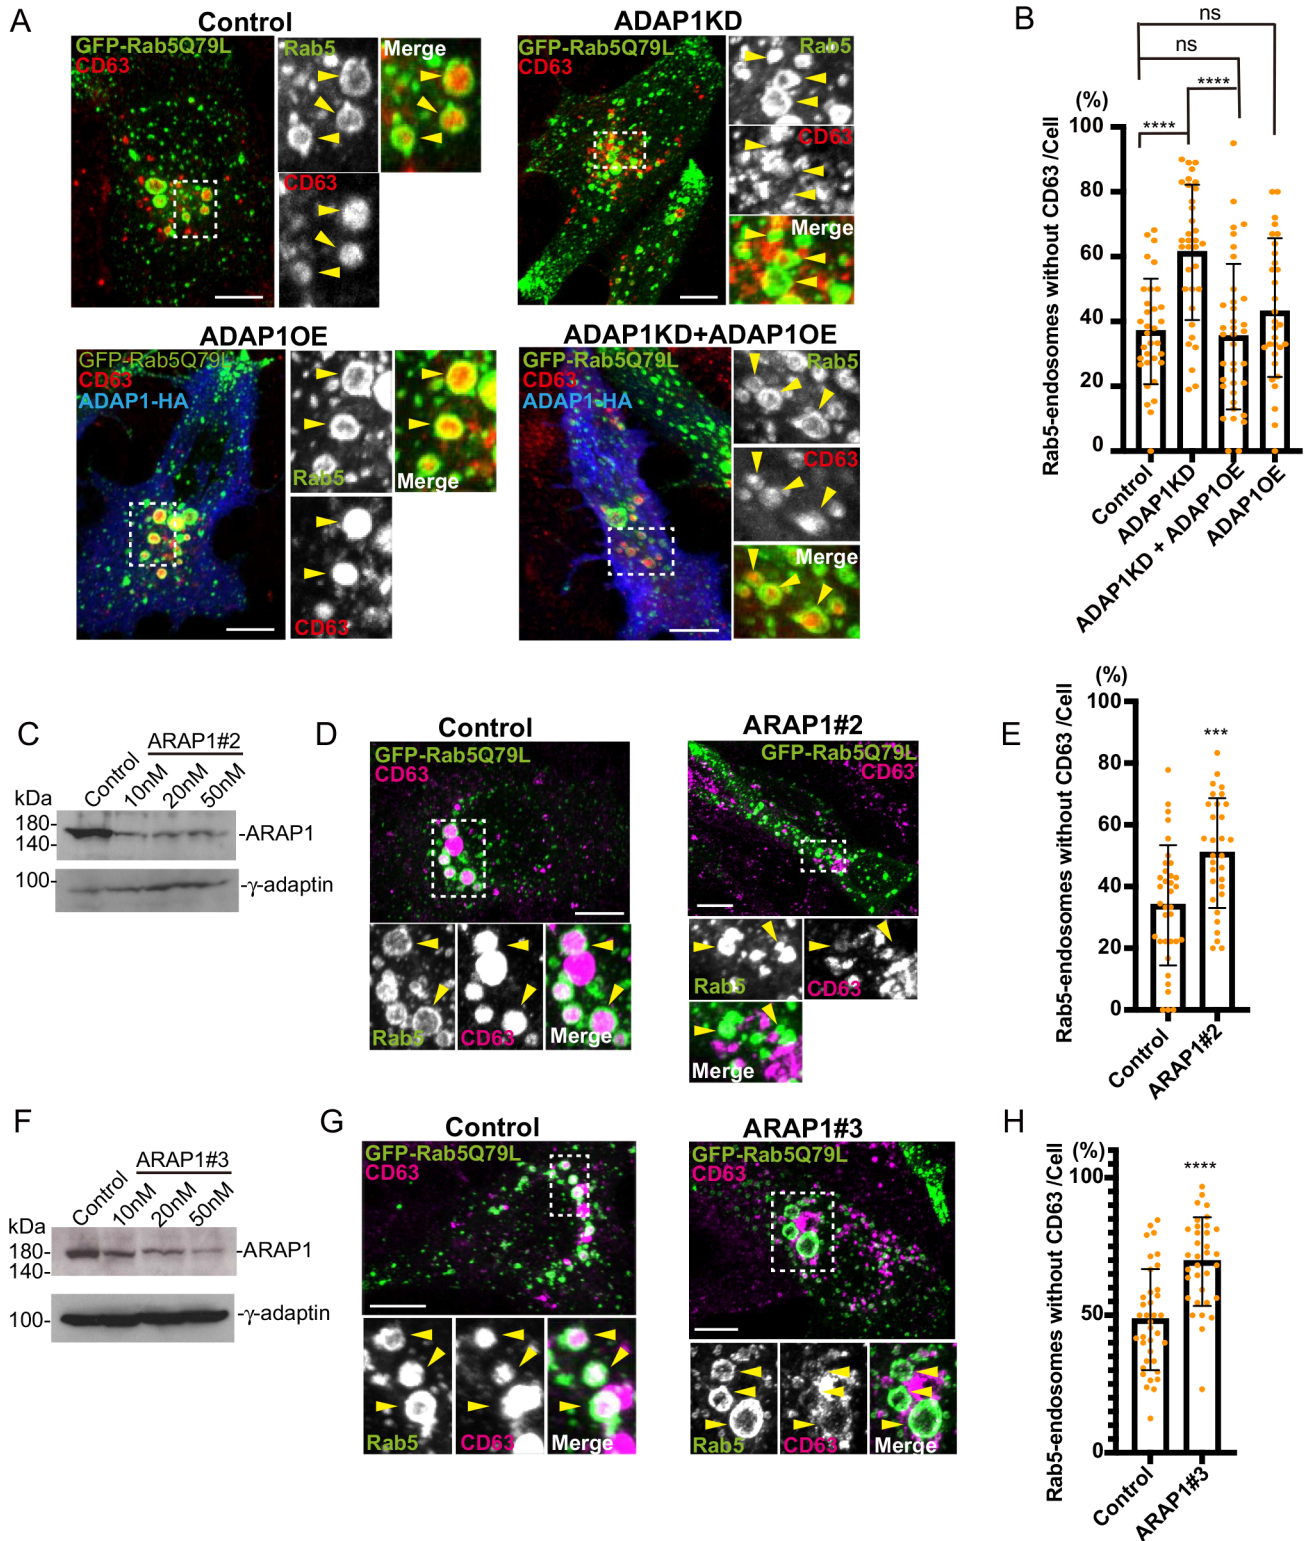 A
Control
GFP-Rab5Q79L
CD63
Rab5
Merge
CD63
ADAP1KD
GFP-Rab5Q79L
CD63
Rab5
CD63
Merge
ADAP1OE
GFP-Rab5Q79L
CD63
ADAP1-HA
Rab5
Merge
CD63
ADAP1KD+ADAP1OE
GFP-Rab5Q79L
CD63
ADAP1-HA
Rab5
CD63
Merge
B
ns
ns
****
****
(%)
100
80
60
40
20
0
Rab5-endosomes without CD63 /Cell
Control
ADAP1KD
ADAP1KD + ADAP1OE
ADAP1OE
C
ARAP1#2
Control
10nM
20nM
50nM
kDa
180-
140-
100-
-ARAP1
-γ-adaptin
D
Control
GFP-Rab5Q79L
CD63
Rab5
CD63
Merge
ARAP1#2
GFP-Rab5Q79L
CD63
Rab5
CD63
Merge
E
(%)
100
80
60
40
20
0
***
Rab5-endosomes without CD63 /Cell
Control
ARAP1#2
F
ARAP1#3
Control
10nM
20nM
50nM
kDa
180-
140-
100-
-ARAP1
-γ-adaptin
G
Control
GFP-Rab5Q79L
CD63
Rab5
CD63
Merge
ARAP1#3
GFP-Rab5Q79L
CD63
Rab5
CD63
Merge
H
(%)
100
50
0
****
Rab5-endosomes without CD63 /Cell
Control
ARAP1#3